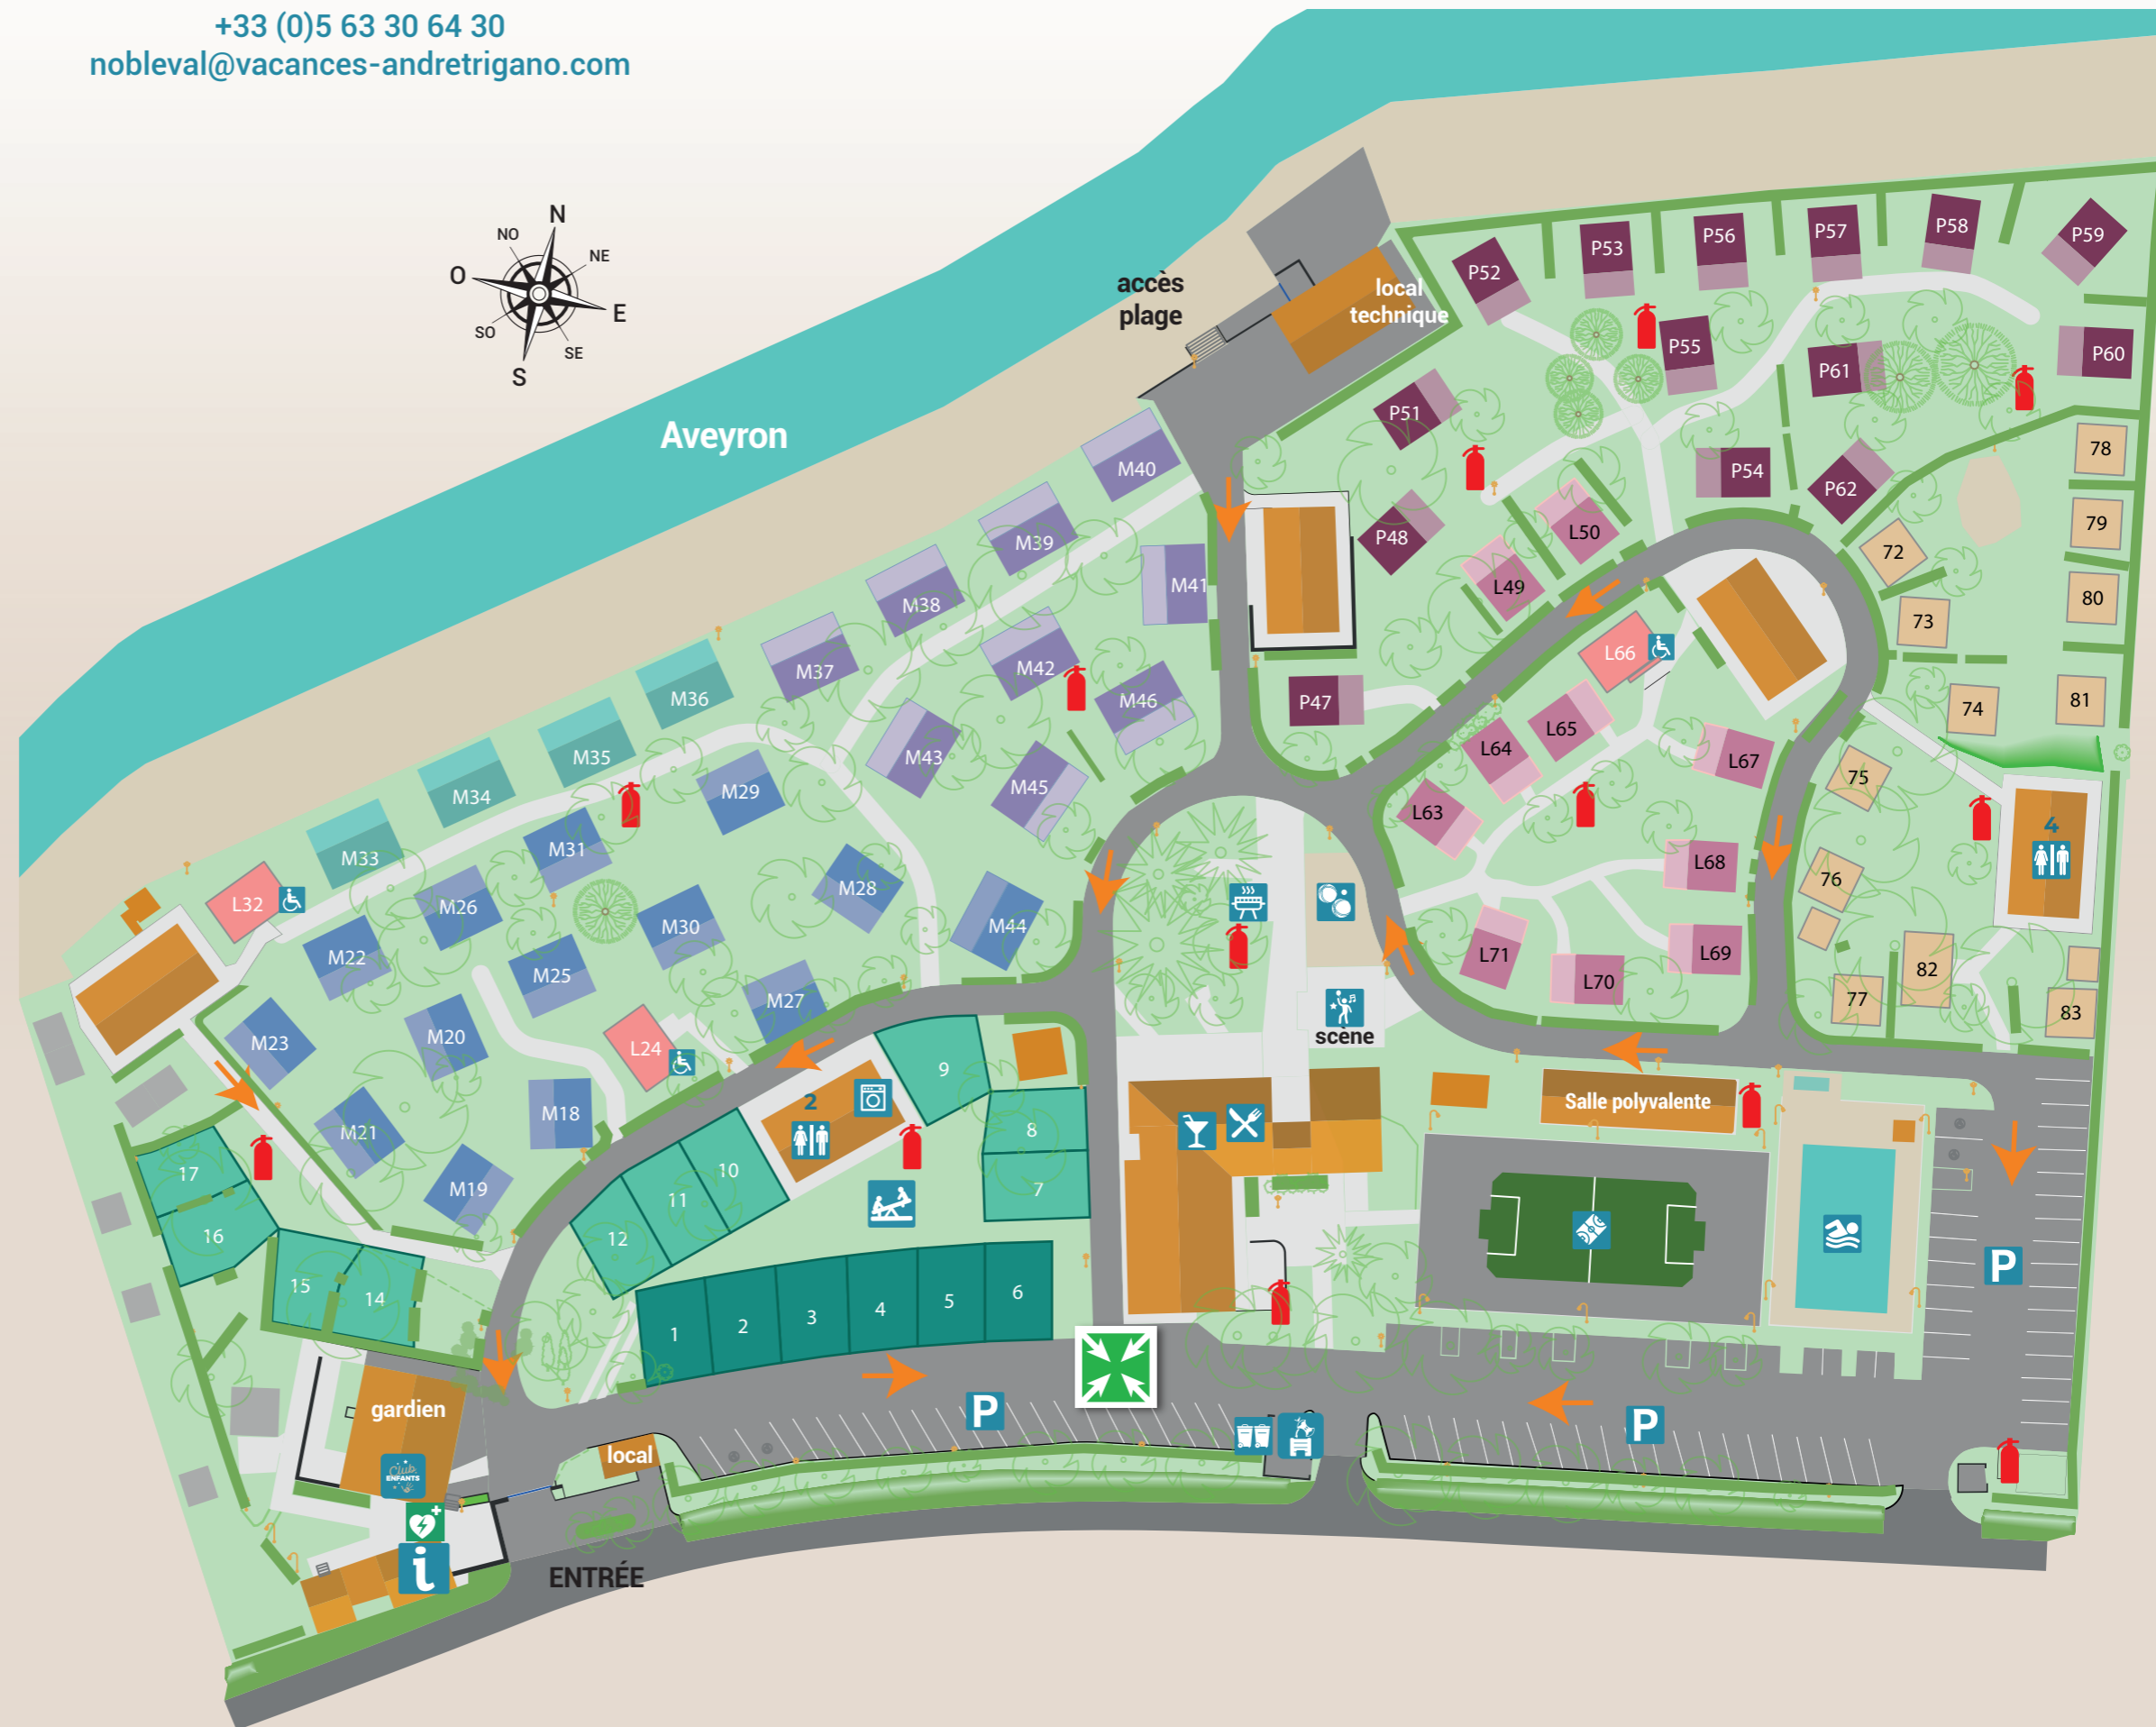 +33 (0)5 63 30 64 30
nobleval@vacances-andretrigano.com
N
NO
NE
O
E
SO
SE
S
Aveyron
accès
plage
local
technique
P52
P53
P56
P57
P58
P59
P55
P61
P60
P51
P54
P62
P48
L50
L49
78
79
80
81
72
73
74
M40
M39
M41
M38
M42
M37
M46
M36
M43
M35
M45
M34
M29
M33
M31
M28
M44
L32
M26
M30
M22
M25
M27
M23
M20
L24
M18
M21
M19
P47
L66
L65
L64
L67
L63
L68
L71
L70
L69
75
76
77
82
83
4
scène
Salle polyvalente
2
9
8
7
10
11
12
17
16
15
14
1
2
3
4
5
6
P
P
P
gardien
Club
ENFANTS
local
i
ENTRÉE